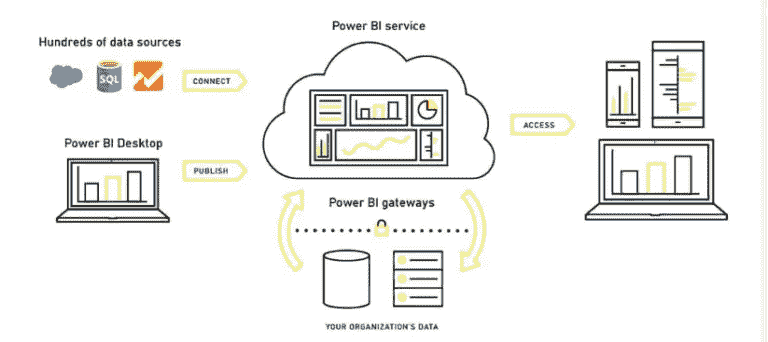 Power BI service
Hundreds of data sources
SQL
CONNECT
ACCESS
Power BI Desktop
PUBLISH
Power BI gateways
YOUR ORGANIZATION'S DATA